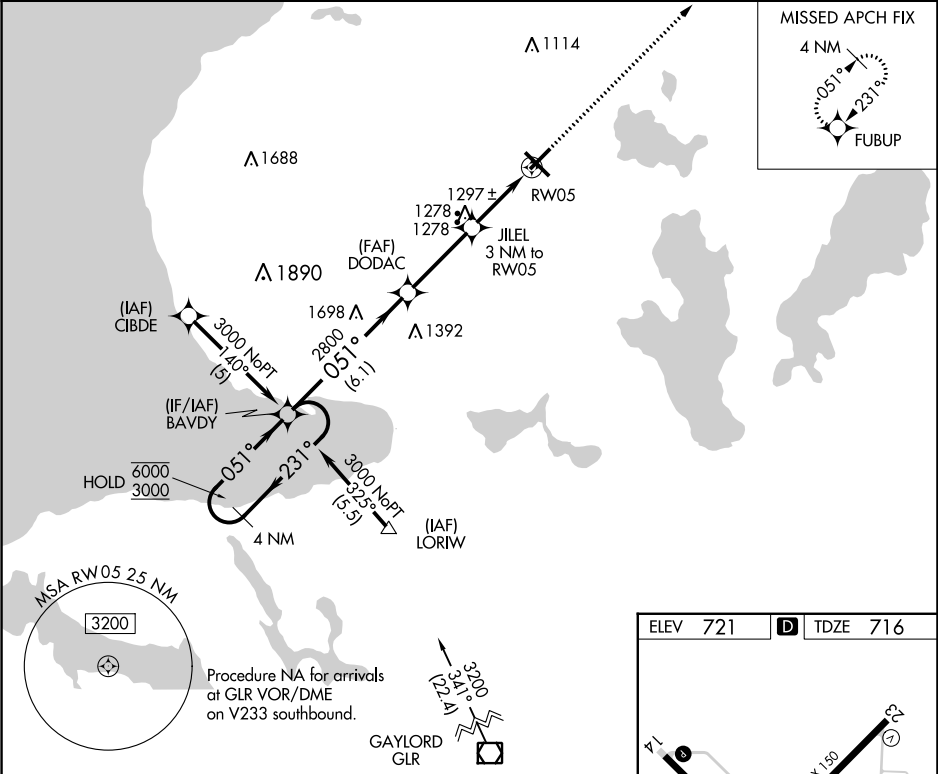 MISSED APCH FIX
4 NM
051°
231°
FUBUP
1114
1688
1297 ±
1278
1278
RW05
JILEL
3 NM to
RW05
(FAF)
DODAC
1890
1698
1392
(IAF)
CIBDE
3000 NoPT
140°
(5)
2800
051°
(6.1)
(IF/IAF)
BAVDY
051°
231°
HOLD 6000
3000
4 NM
3000 NoPT
325°
(5.5)
(IAF)
LORIW
MSA RW05 25 NM
3200
Procedure NA for arrivals
at GLR VOR/DME
on V233 southbound.
3200
341°
(22.4)
GAYLORD
GLR
ELEV 721 D TDZE 716
14
P
23
V
X 150